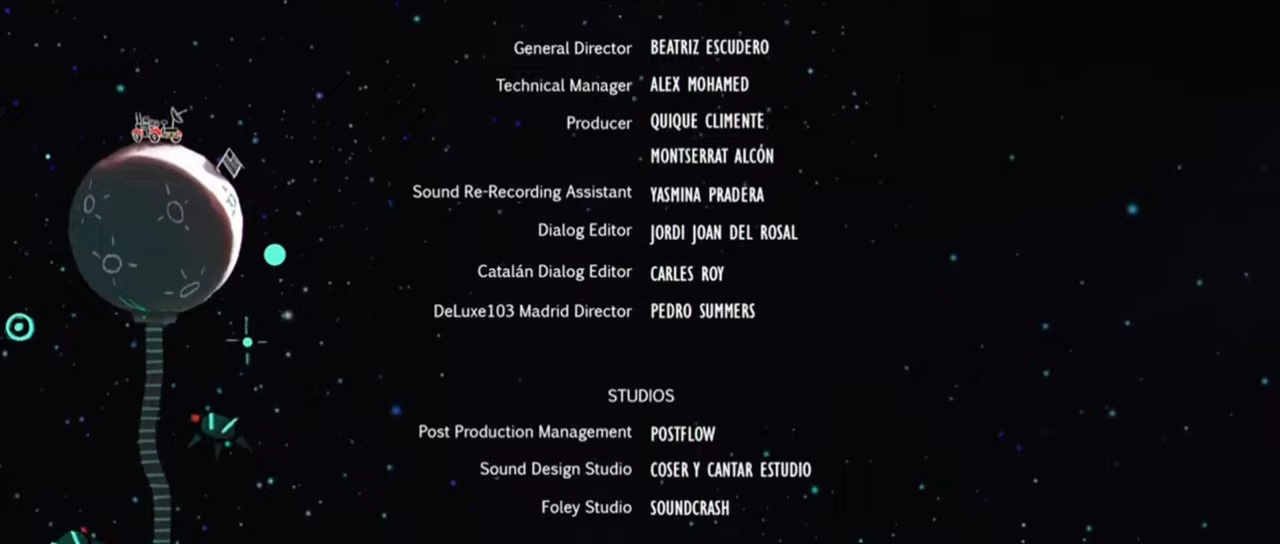 General Director BEATRIZ ESCUDERO
Technical Manager ALEX MOHAMED
Producer QUIQUE CLIMENTE
MONTSERRAT ALCÓN
Sound Re-Recording Assistant YASMINA PRADERA
Dialog Editor JORDI JOAN DEL ROSAL
Catalán Dialog Editor CARLES ROY
DeLuxe103 Madrid Director PEDRO SUMMERS
STUDIOS
Post Production Management POSTFLOW
Sound Design Studio COSER Y CANTAR ESTUDIO
Foley Studio SOUNDCRASH